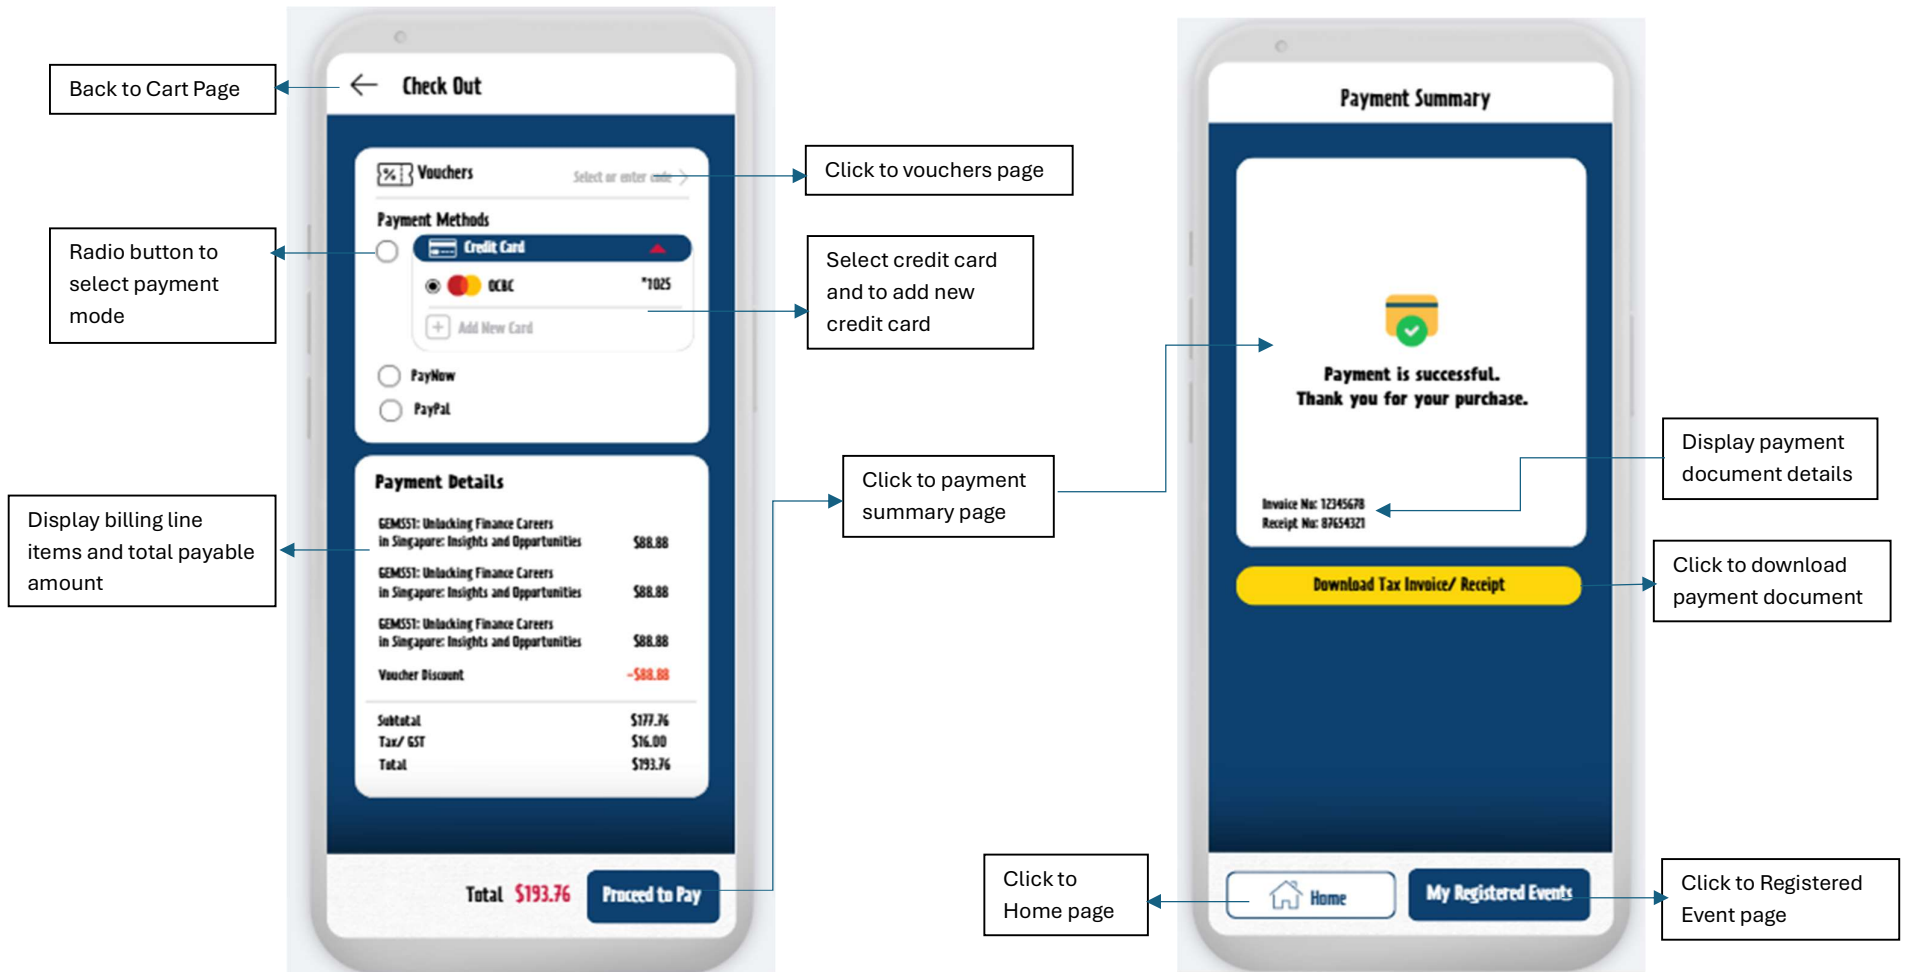 Back to Cart Page
Check Out
Vouchers
Select or enter code
Click to vouchers page
Payment Methods
Radio button to
select payment
mode
Credit Card
OCBC *1025
Add New Card
Select credit card
and to add new
credit card
PayNow
PayPal
Payment Details
Display billing line
items and total payable
amount
GEMS51: Unlocking Finance Careers
in Singapore: Insights and Opportunities $88.88
GEMS51: Unlocking Finance Careers
in Singapore: Insights and Opportunities $88.88
GEMS51: Unlocking Finance Careers
in Singapore: Insights and Opportunities $88.88
Voucher Discount -$88.88
Subtotal $177.76
Tax/ GST $16.00
Total $193.76
Total $193.76
Proceed to Pay
Click to payment
summary page
Payment Summary
Payment is successful.
Thank you for your purchase.
Display payment
document details
Invoice No: 12345678
Receipt No: 87654321
Download Tax Invoice/ Receipt
Click to download
payment document
Click to
Home page
Home
My Registered Events
Click to Registered
Event page